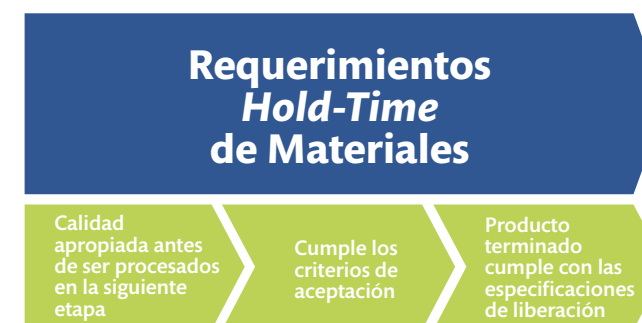 Requerimientos
Hold-Time
de Materiales
Calidad
apropiada antes
de ser procesados
en la siguiente
etapa
Cumple los
criterios de
aceptación
Producto
terminado
cumple con las
especificaciones
de liberación